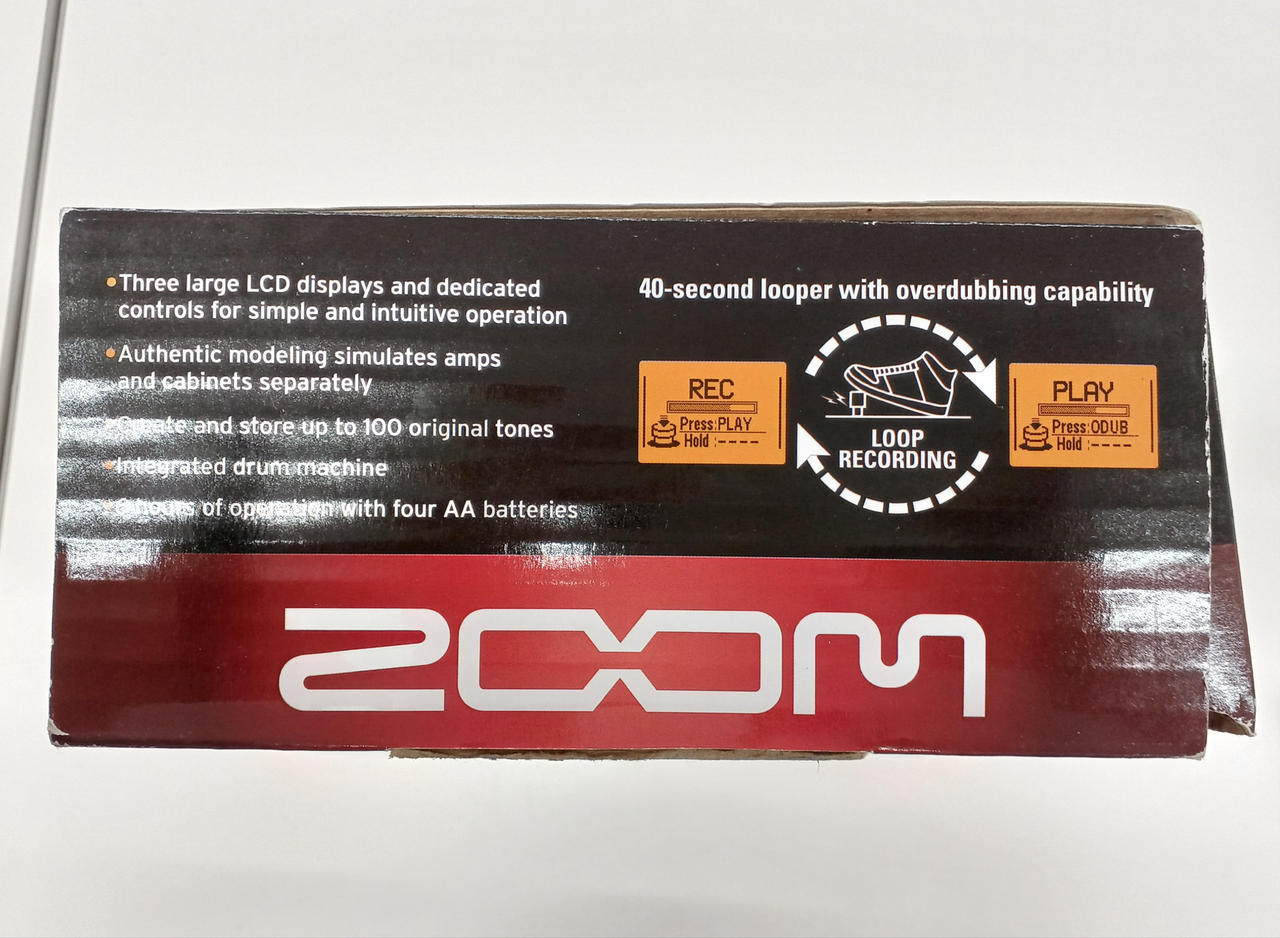 •Three large LCD displays and dedicated
controls for simple and intuitive operation
•Authentic modeling simulates amps
and cabinets separately
•Create and store up to 100 original tones
•Integrated drum machine
hours of operation with four AA batteries
40-second looper with overdubbing capability
REC
Press:PLAY
Hold :----
LOOP
RECORDING
PLAY
Press:ODUB
Hold :----
ZOOM